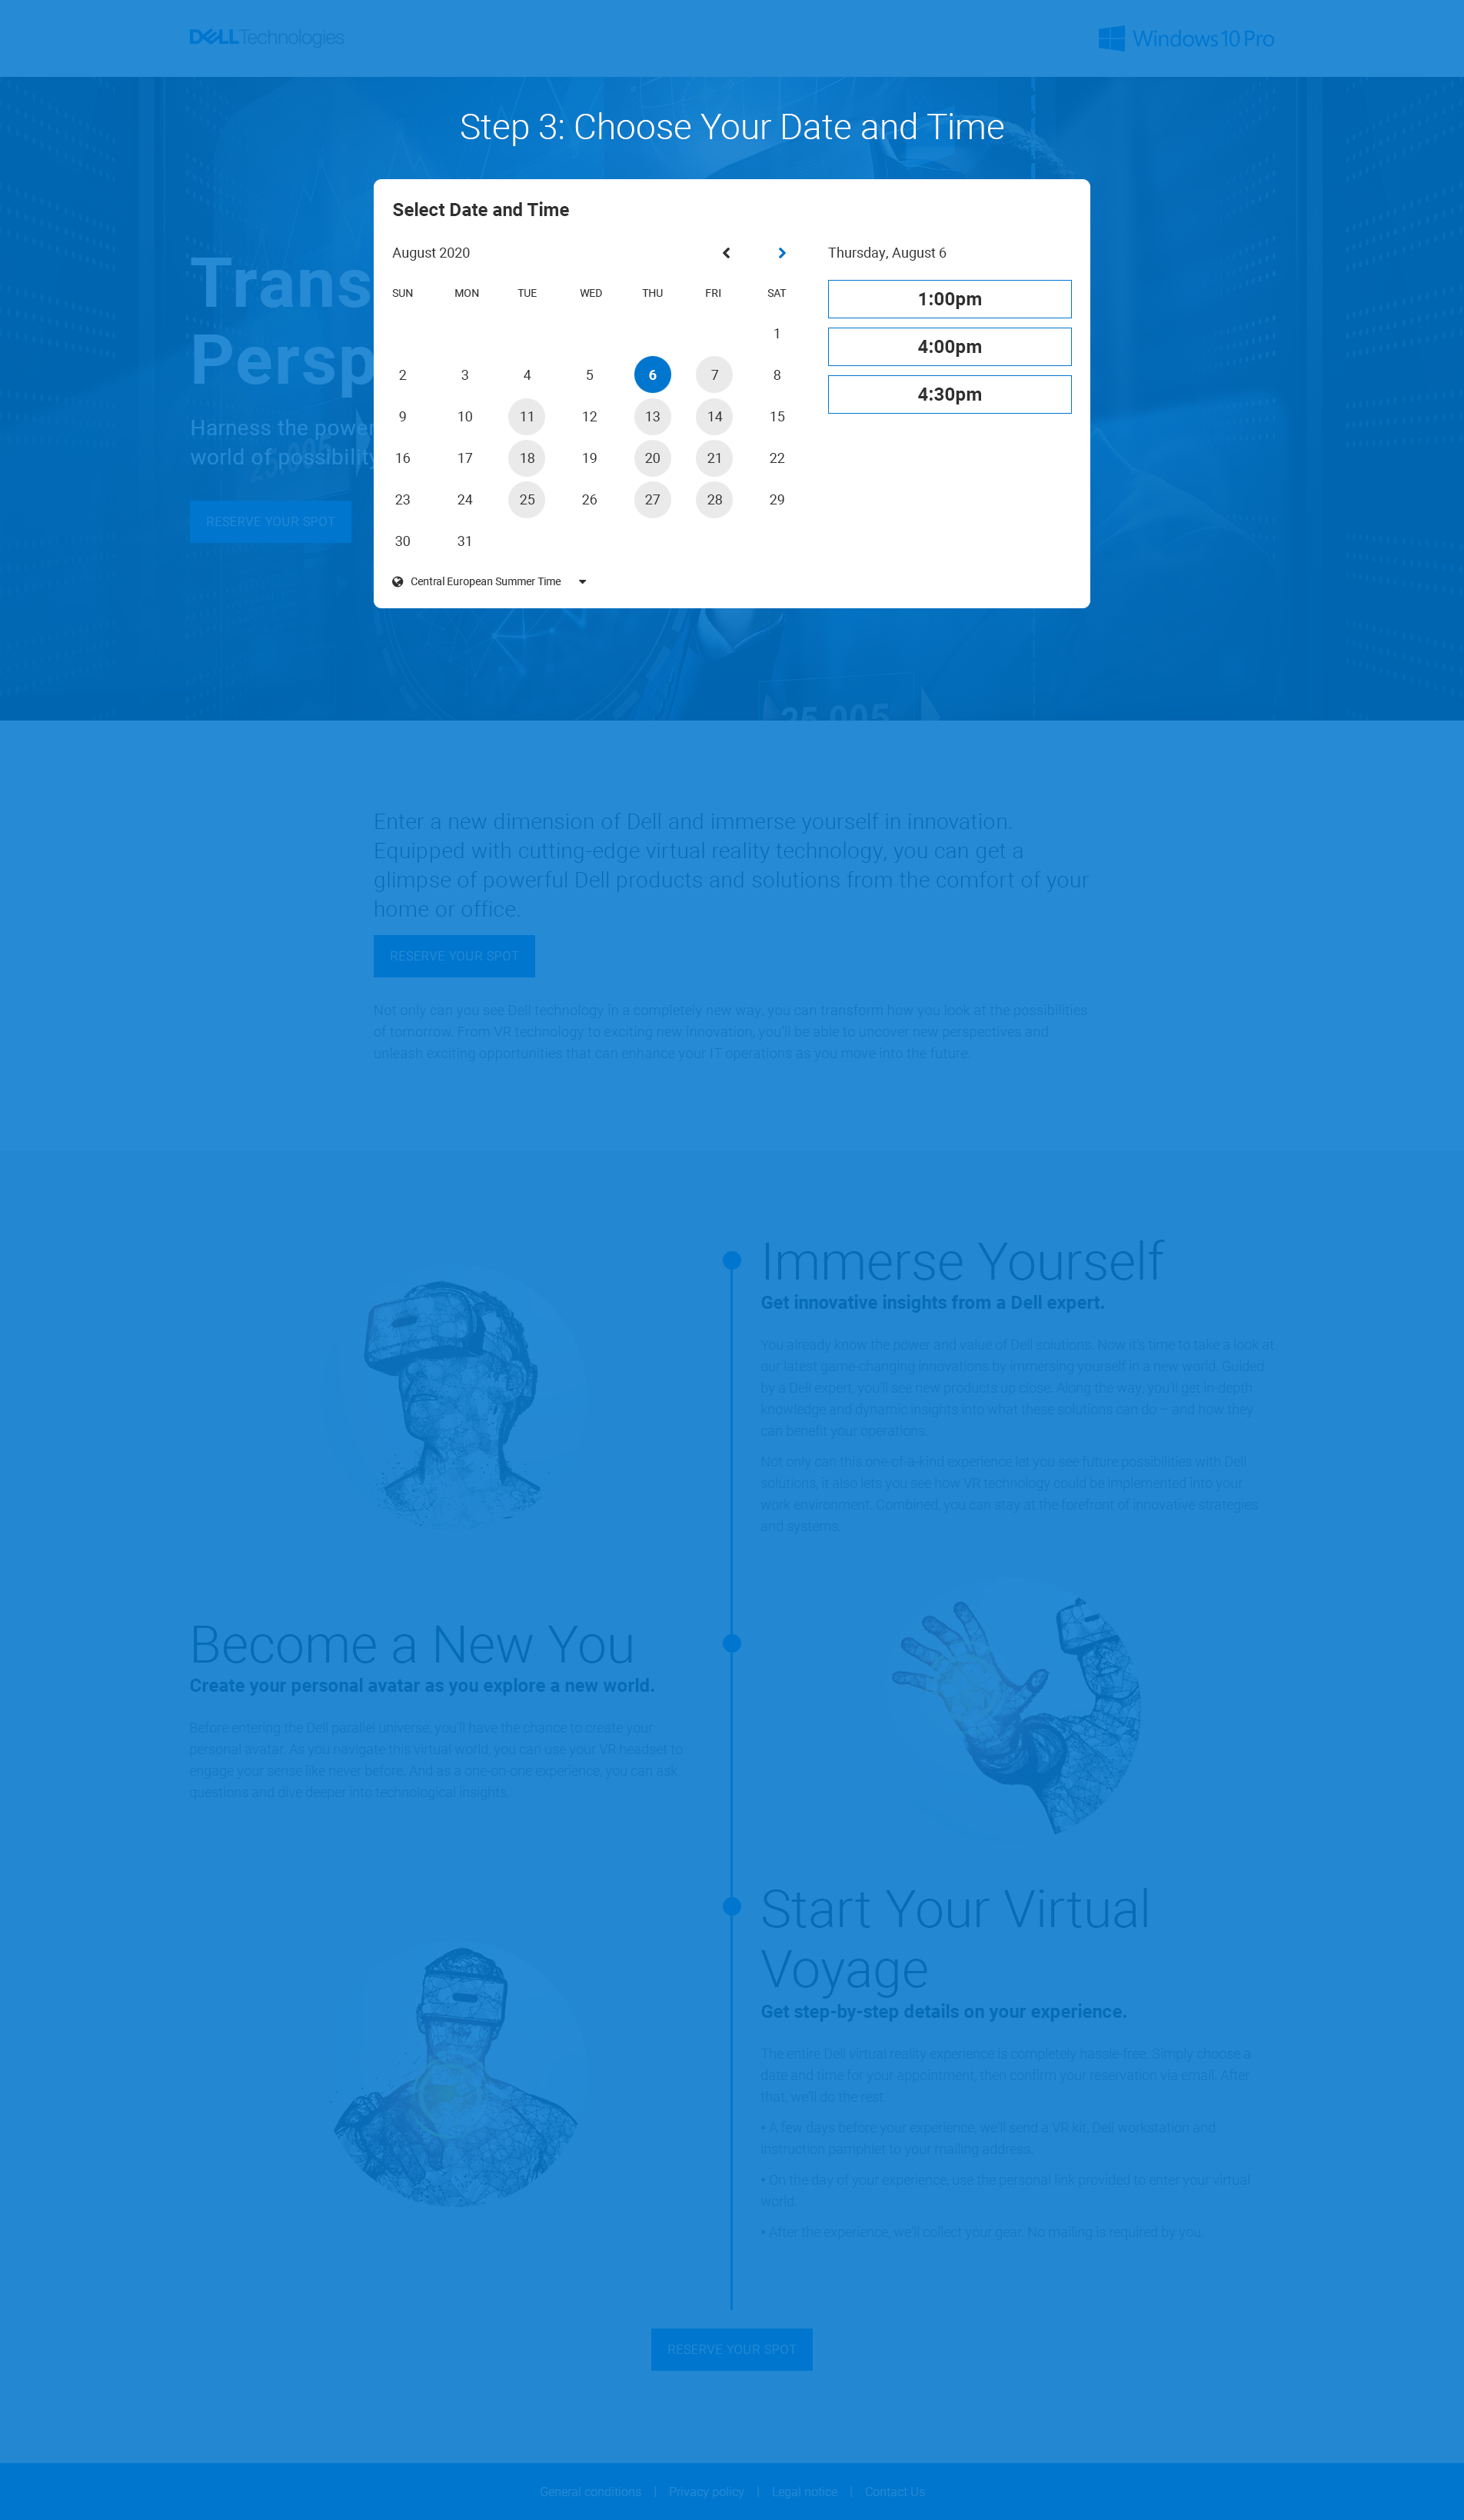 DELL Technologies
Windows 10 Pro
Step 3: Choose Your Date and Time
Select Date and Time
August 2020
SUN MON TUE WED THU FRI SAT
1
2 3 4 5 6 7 8
9 10 11 12 13 14 15
16 17 18 19 20 21 22
23 24 25 26 27 28 29
30 31
Central European Summer Time
Thursday, August 6
1:00pm
4:00pm
4:30pm
Trans
Persp
Harness the power
world of possibility
RESERVE YOUR SPOT
25.005
25.005
Enter a new dimension of Dell and immerse yourself in innovation.
Equipped with cutting-edge virtual reality technology, you can get a
glimpse of powerful Dell products and solutions from the comfort of your
home or office.
RESERVE YOUR SPOT
Not only can you see Dell technology in a completely new way, you can transform how you look at the possibilities
of tomorrow. From VR technology to exciting new innovation, you'll be able to uncover new perspectives and
unleash exciting opportunities that can enhance your IT operations as you move into the future.
Immerse Yourself
Get innovative insights from a Dell expert.
You already know the power and value of Dell solutions. Now it's time to take a look at
our latest game-changing innovations by immersing yourself in a new world. Guided
by a Dell expert, you'll see new products up close. Along the way, you'll get in-depth
knowledge and dynamic insights into what these solutions can do – and how they
can benefit your operations.
Not only can this one-of-a-kind experience let you see future possibilities with Dell
solutions, it also lets you see how VR technology could be implemented into your
work environment. Combined, you can stay at the forefront of innovative strategies
and systems.
Become a New You
Create your personal avatar as you explore a new world.
Before entering the Dell parallel universe, you'll have the chance to create your
personal avatar. As you navigate this virtual world, you can use your VR headset to
engage your sense like never before. And as a one-on-one experience, you can ask
questions and dive deeper into technological insights.
Start Your Virtual
Voyage
Get step-by-step details on your experience.
The entire Dell virtual reality experience is completely hassle-free. Simply choose a
date and time for your appointment, then confirm your reservation via email. After
that, we'll do the rest.
• A few days before your experience, we'll send a VR kit, Dell workstation and
instruction pamphlet to your mailing address.
• On the day of your experience, use the personal link provided to enter your virtual
world.
• After the experience, we'll collect your gear. No mailing is required by you.
RESERVE YOUR SPOT
General conditions | Privacy policy | Legal notice | Contact Us